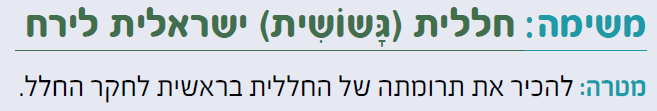 משימה: חללית (גָּשׁוֹשִׁית) ישראלית לירח
מטרה: להכיר את תרומתה של החללית בראשית לחקר החלל.